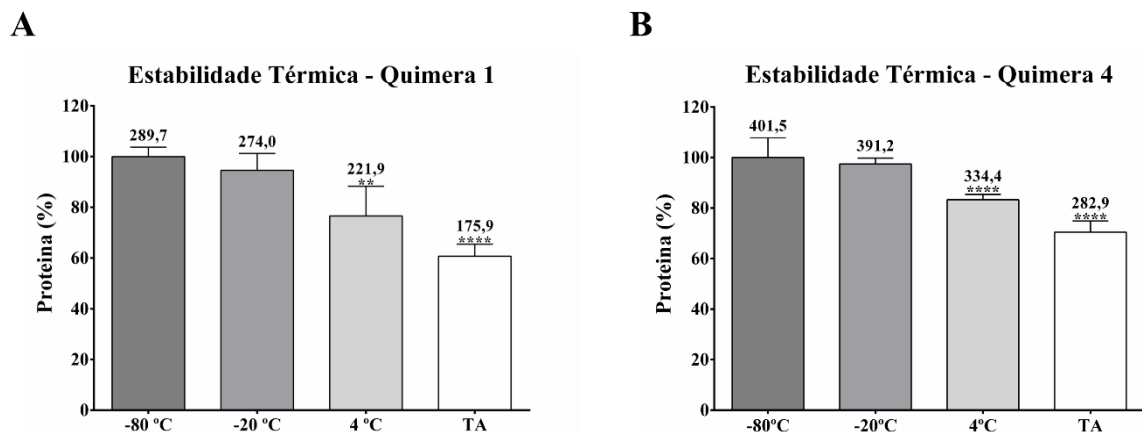 A
Estabilidade Térmica - Quimera 1
Proteina (%)
120
100
80
60
40
20
0
289,7
274,0
221,9
**
175,9
****
-80 ºC
-20 ºC
4 ºC
TA
B
Estabilidade Térmica - Quimera 4
Proteina (%)
120
100
80
60
40
20
0
401,5
391,2
334,4
****
282,9
****
-80ºC
-20ºC
4ºC
TA